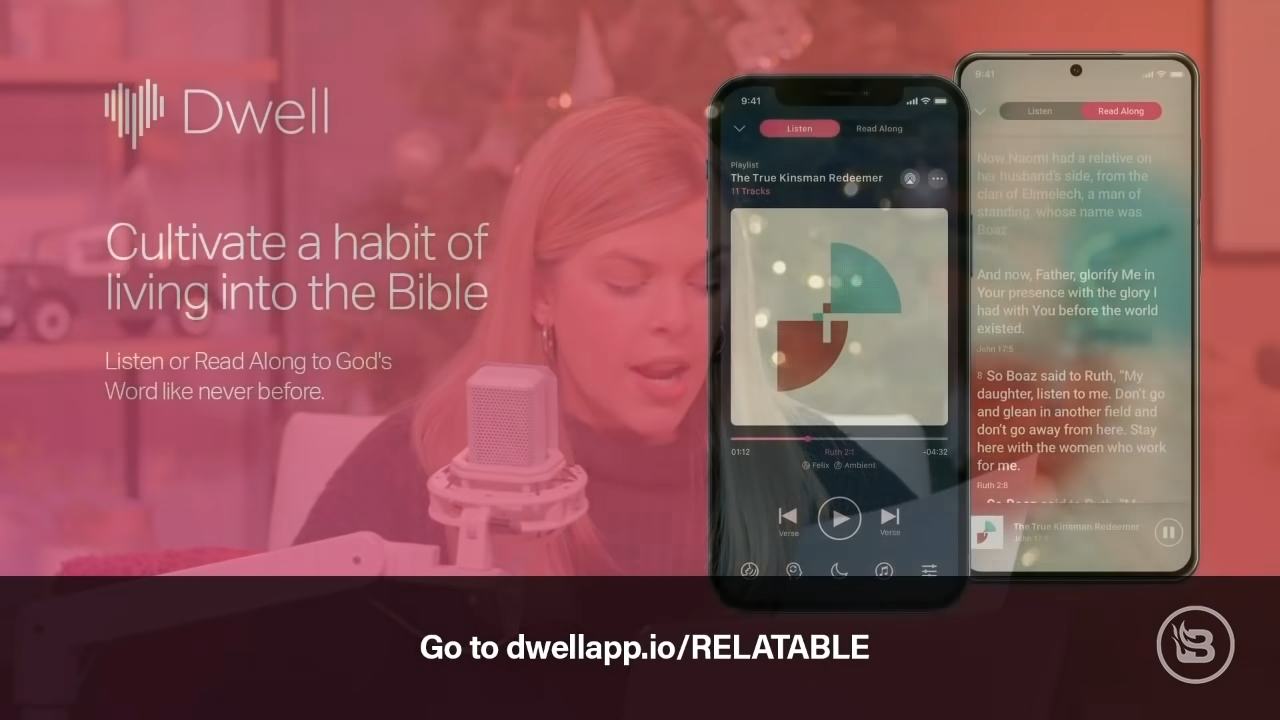 Dwell
Cultivate a habit of
living into the Bible
Listen or Read Along to God's
Word like never before.
9:41
Listen
Read Along
Playlist
The True Kinsman Redeemer
11 Tracks
01:12
Ruth 2:1
-04:32
Felix
Ambient
Verse
Verse
9:41
Listen
Read Along
Now Naomi had a relative on
her husband's side, from the
clan of Elimelech, a man of
standing, whose name was
Boaz
And now, Father, glorify Me in
Your presence with the glory I
had with You before the world
existed.
John 17:5
8 So Boaz said to Ruth, "My
daughter, listen to me. Don't go
and glean in another field and
don't go away from here. Stay
here with the women who work
for me.
Ruth 2:8
So Boaz said to Ruth, "My
The True Kinsman Redeemer
John 17:5
Go to dwellapp.io/RELATABLE
B